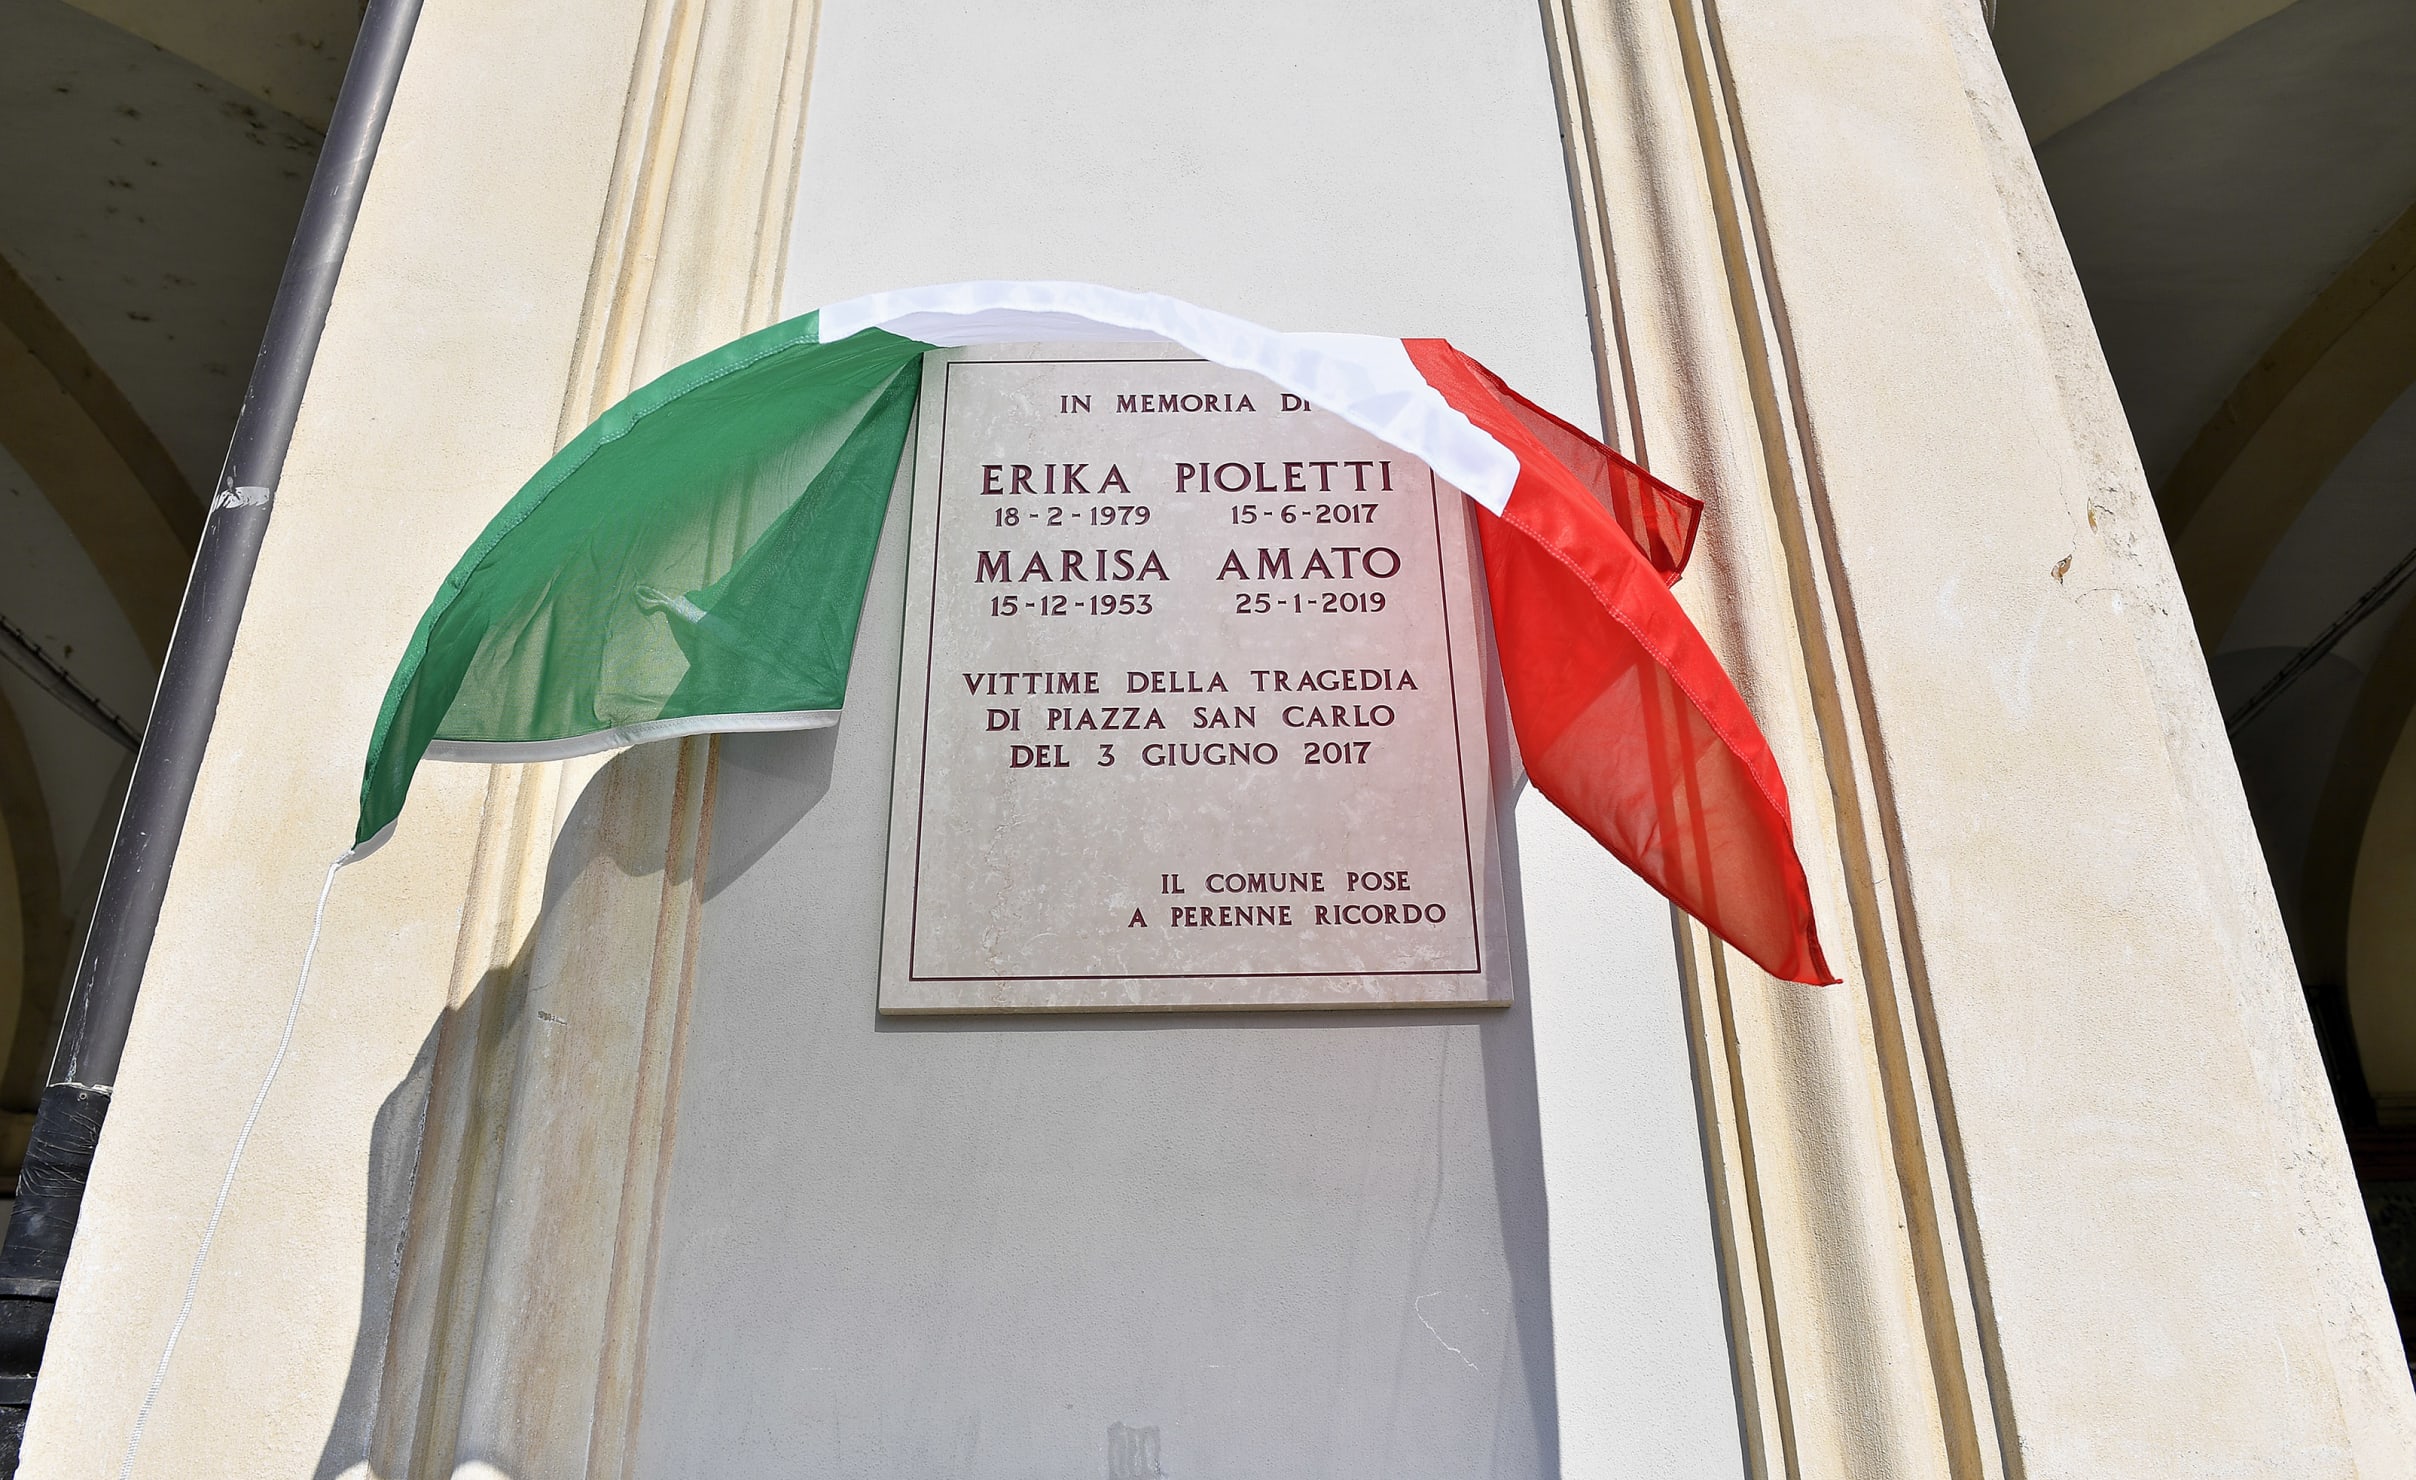 IN MEMORIA DI
ERIKA PIOLETTI
18-2-1979 15-6-2017
MARISA AMATO
15-12-1953 25-1-2019
VITTIME DELLA TRAGEDIA
DI PIAZZA SAN CARLO
DEL 3 GIUGNO 2017
IL COMUNE POSE
A PERENNE RICORDO